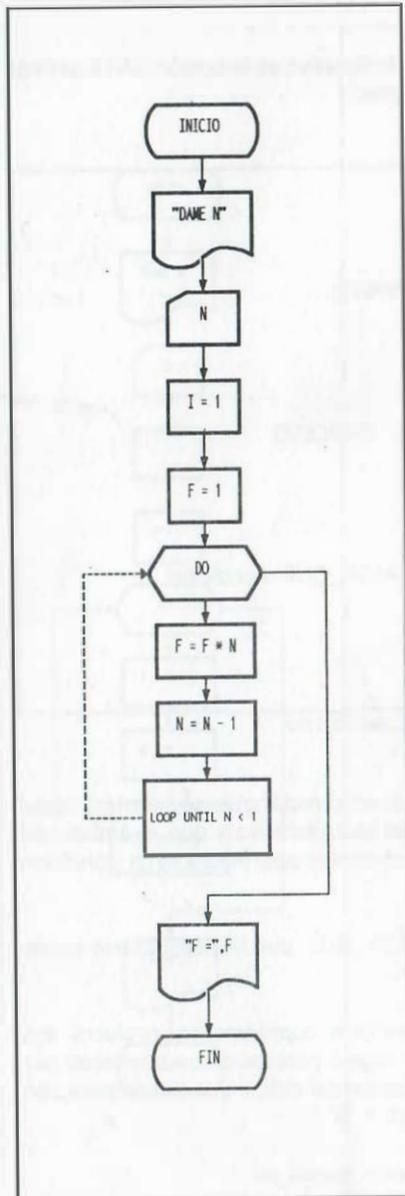 INICIO
"DAME N"
N
I = 1
F = 1
DO
F = F * N
N = N - 1
LOOP UNTIL N < 1
"F =",F
FIN